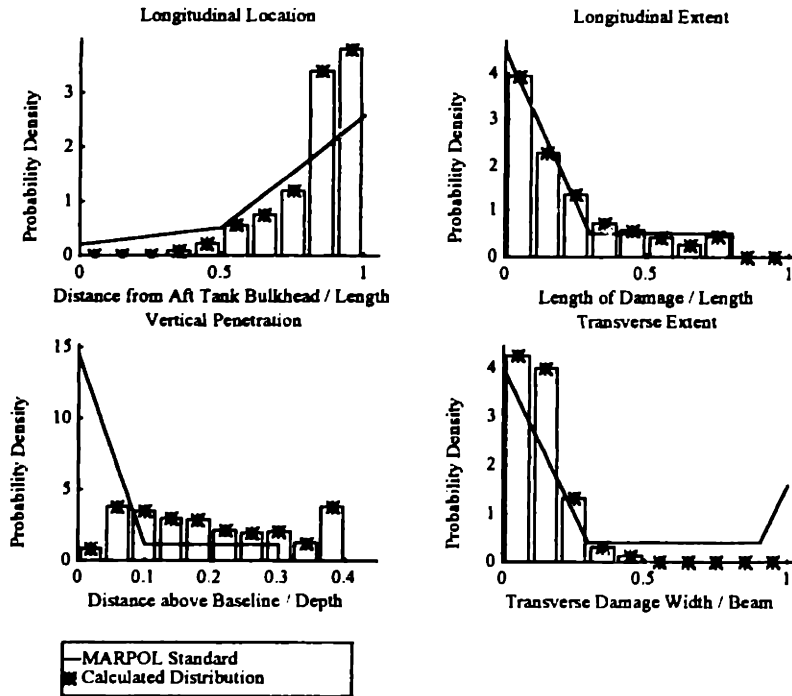 Longitudinal Location
Probability Density
3
2
1
0
0 0.5 1
Distance from Aft Tank Bulkhead / Length
Longitudinal Extent
Probability Density
4
3
2
1
0
0 0.5 1
Length of Damage / Length
Vertical Penetration
Probability Density
15
10
5
0
0 0.1 0.2 0.3 0.4
Distance above Baseline / Depth
Transverse Extent
Probability Density
4
3
2
1
0
0 0.5 1
Transverse Damage Width / Beam
MARPOL Standard
Calculated Distribution